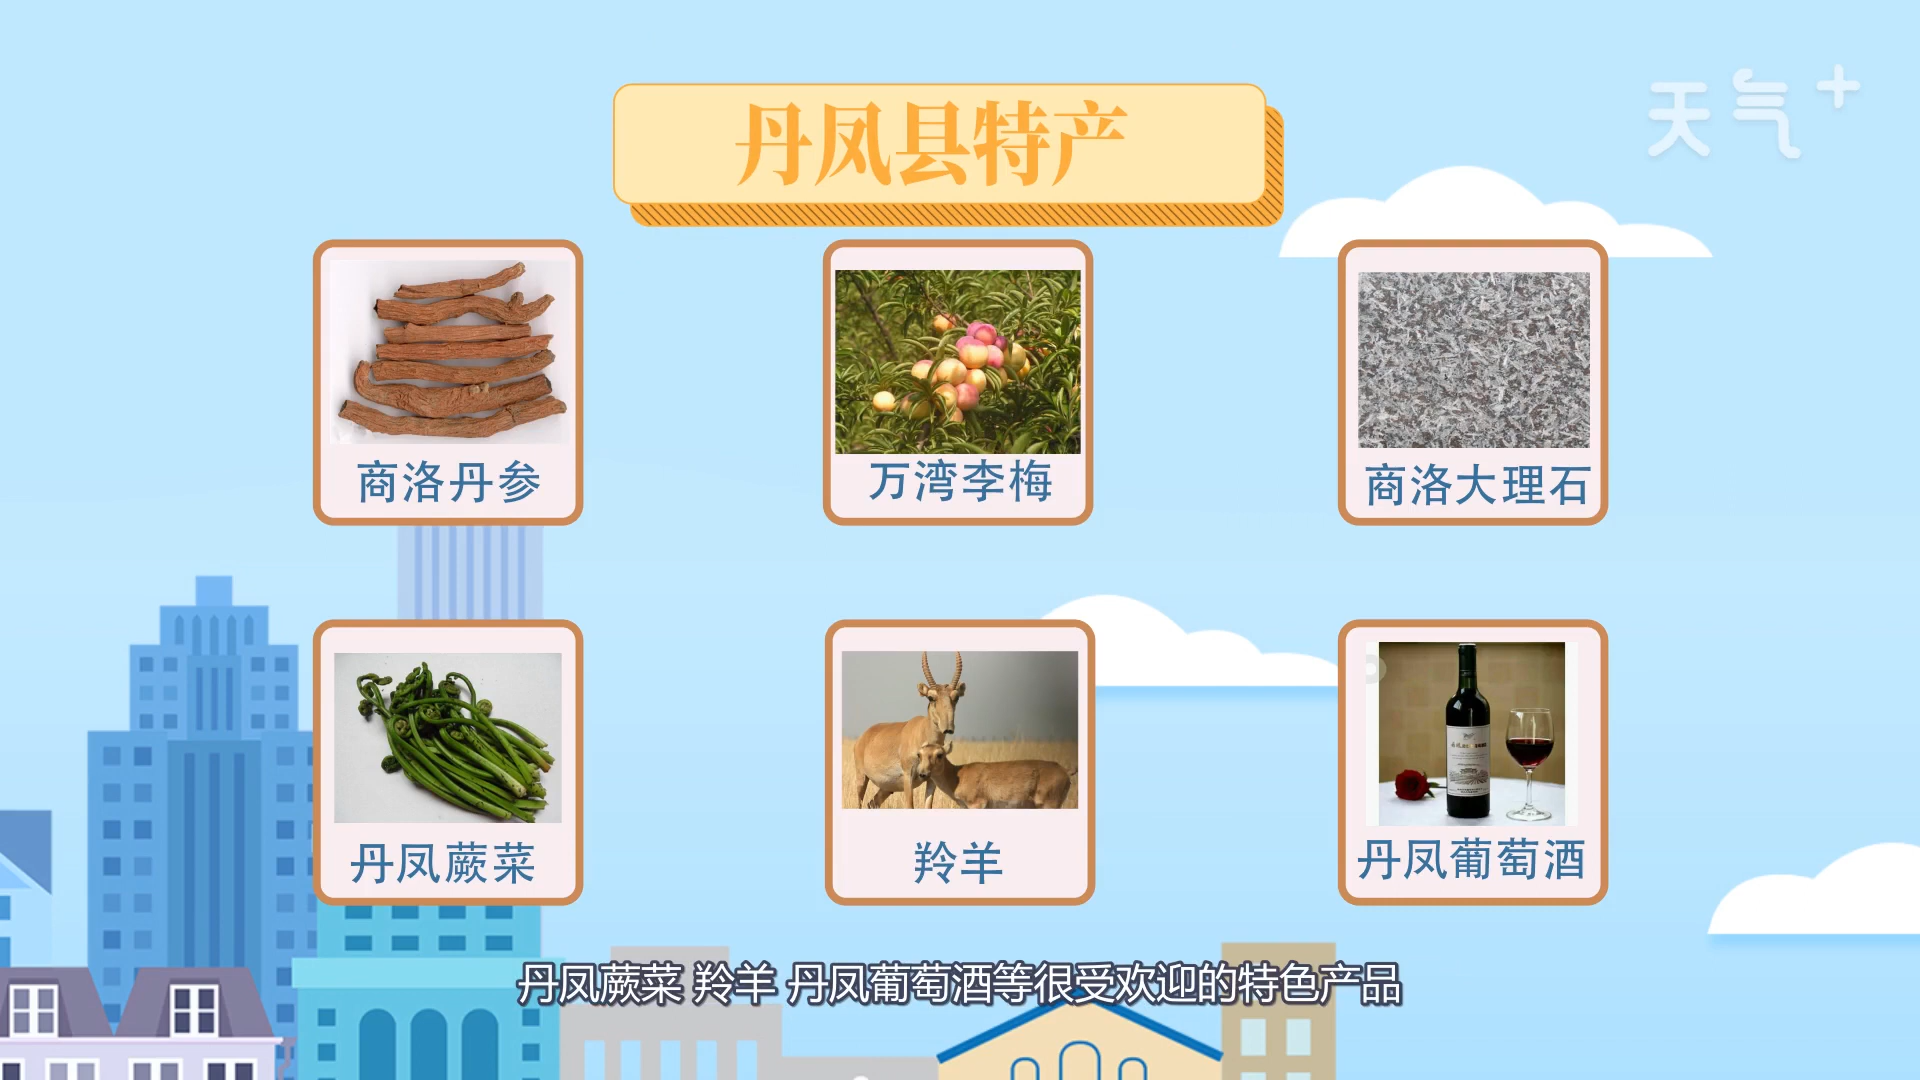 丹凤县特产
天气+
商洛丹参
万湾李梅
商洛大理石
丹凤蕨菜
羚羊
丹凤葡萄酒
丹凤蕨菜 羚羊 丹凤葡萄酒等很受欢迎的特色产品